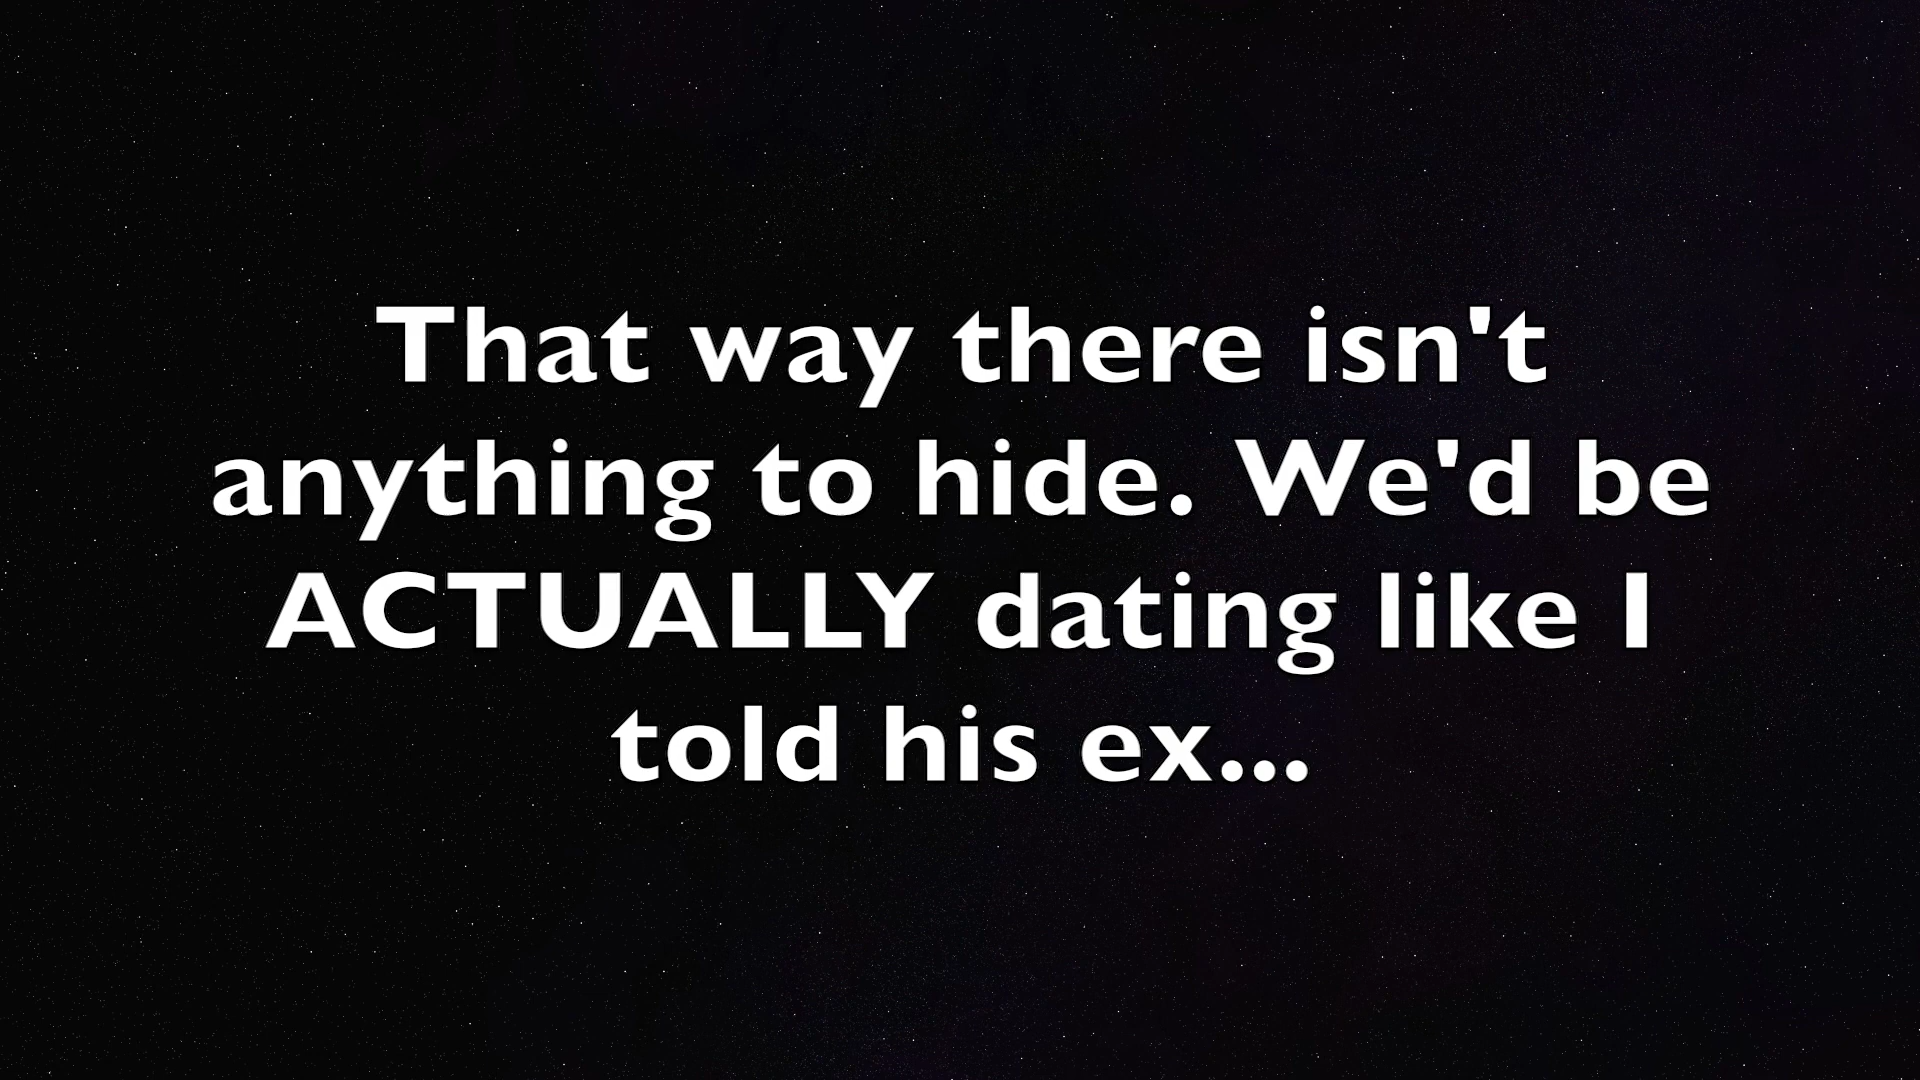 That way there isn't
anything to hide. We'd be
ACTUALLY dating like I
told his ex...